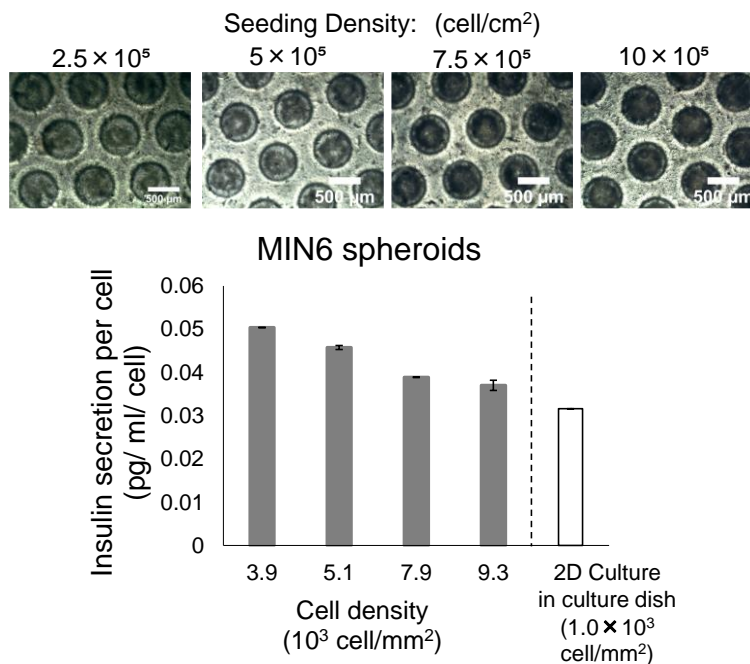 Seeding Density: (cell/cm²)
2.5×10⁵ 5×10⁵ 7.5×10⁵ 10×10⁵
500 μm 500 μm 500 μm 500 μm
MIN6 spheroids
Insulin secretion per cell
(pg/ ml/ cell)
0.06
0.05
0.04
0.03
0.02
0.01
0
3.9 5.1 7.9 9.3
Cell density
(10³ cell/mm²)
2D Culture
in culture dish
(1.0×10³
cell/mm²)